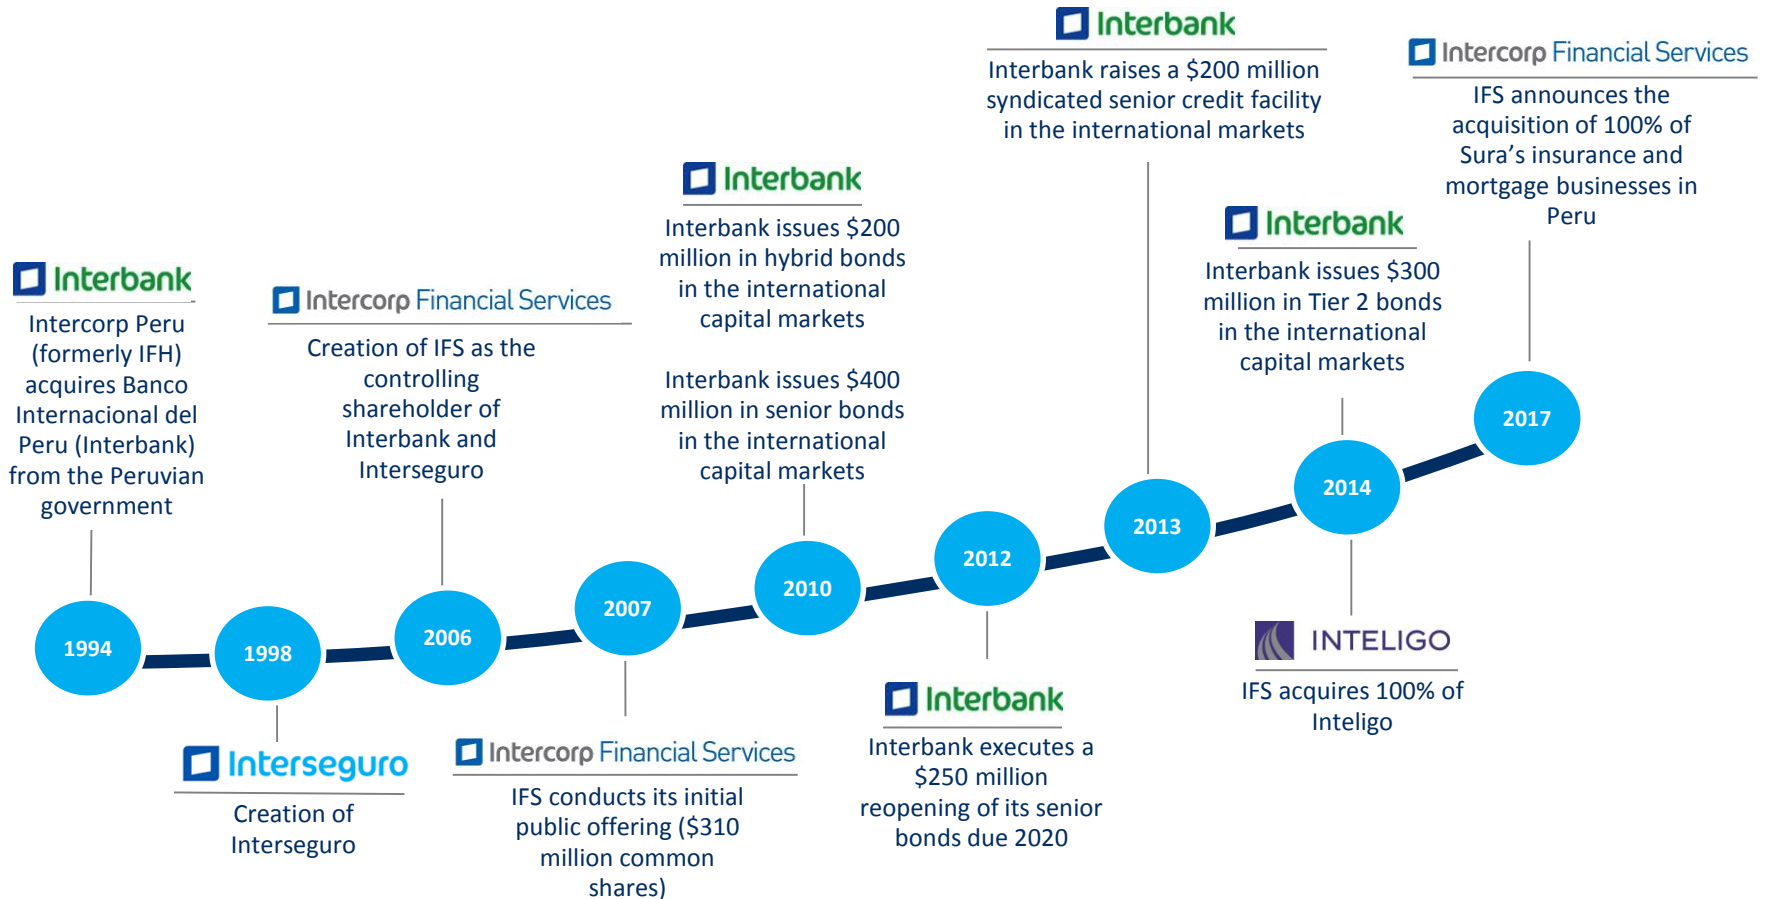 Interbank
Intercorp Peru
(formerly IFH)
acquires Banco
Internacional del
Peru (Interbank)
from the Peruvian
government
1994
1998
Interseguro
Creation of
Interseguro
Intercorp Financial Services
Creation of IFS as the
controlling
shareholder of
Interbank and
Interseguro
2006
2007
Intercorp Financial Services
IFS conducts its initial
public offering ($310
million common
shares)
Interbank
Interbank issues $200
million in hybrid bonds
in the international
capital markets
Interbank issues $400
million in senior bonds
in the international
capital markets
2010
2012
Interbank
Interbank executes a
$250 million
reopening of its senior
bonds due 2020
Interbank
Interbank raises a $200 million
syndicated senior credit facility
in the international markets
2013
Interbank
Interbank issues $300
million in Tier 2 bonds
in the international
capital markets
2014
INTELIGO
IFS acquires 100% of
Inteligo
Intercorp Financial Services
IFS announces the
acquisition of 100% of
Sura’s insurance and
mortgage businesses in
Peru
2017